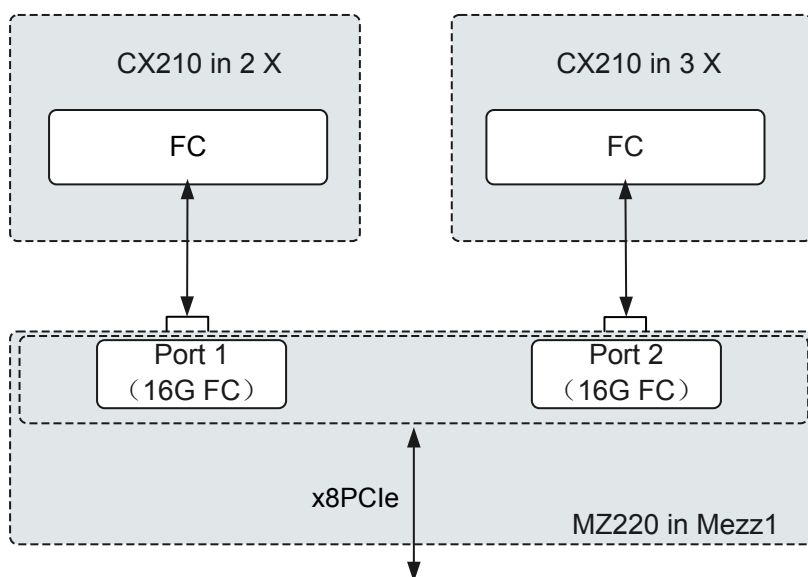 CX210 in 2 X
CX210 in 3 X
FC
FC
Port 1
（16G FC）
Port 2
（16G FC）
x8PCIe
MZ220 in Mezz1